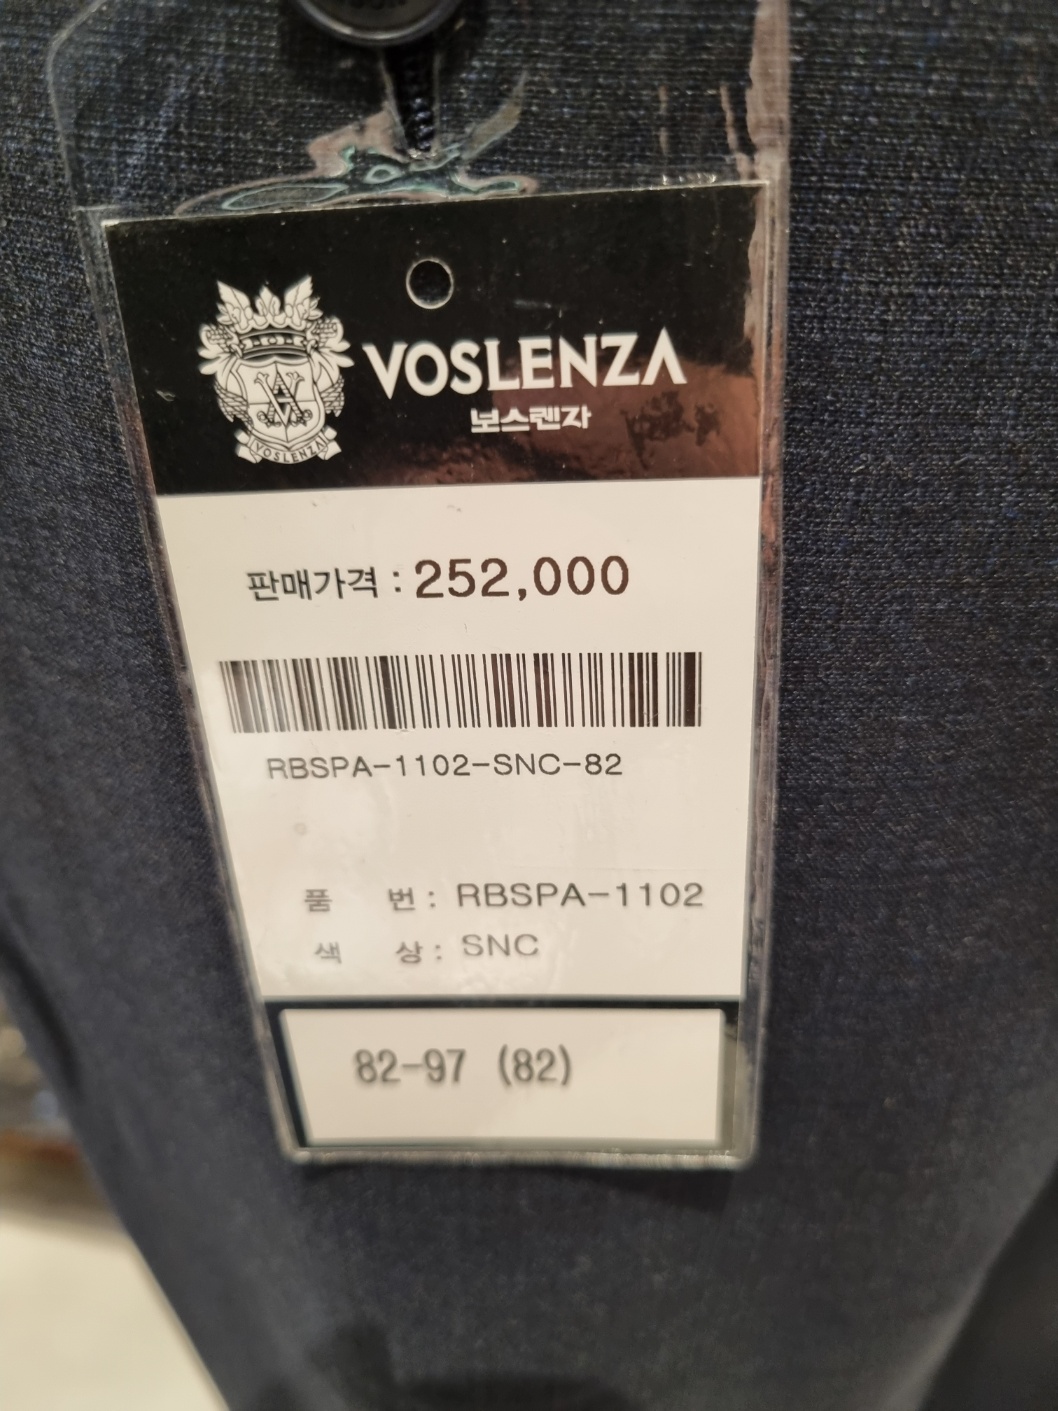 VOSLENZA
보스렌자
VOSLENZA
판매가격 : 252,000
RBSPA-1102-SNC-82
품 번 : RBSPA-1102
색 상 : SNC
82-97 (82)